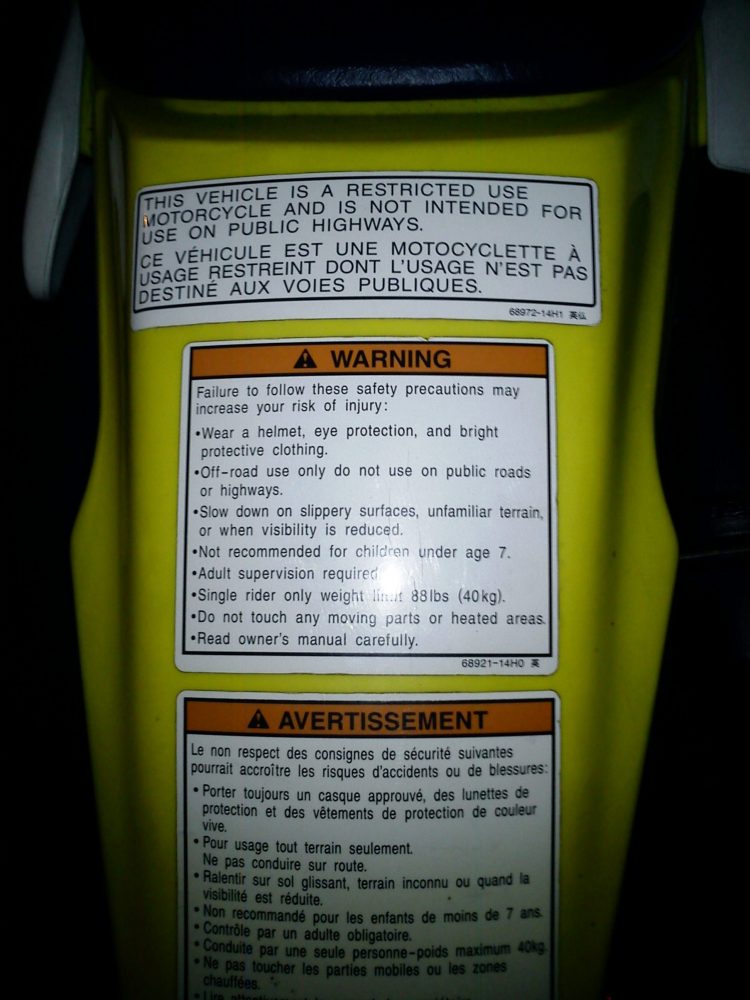 THIS VEHICLE IS A RESTRICTED USE
MOTORCYCLE AND IS NOT INTENDED FOR
USE ON PUBLIC HIGHWAYS.
CE VÉHICULE EST UNE MOTOCYCLETTE À
USAGE RESTREINT DONT L'USAGE N'EST PAS
DESTINÉ AUX VOIES PUBLIQUES.
68972-14H1 英仏
⚠ WARNING
Failure to follow these safety precautions may
increase your risk of injury:
•Wear a helmet, eye protection, and bright
protective clothing.
•Off-road use only do not use on public roads
or highways.
•Slow down on slippery surfaces, unfamiliar terrain,
or when visibility is reduced.
•Not recommended for children under age 7.
•Adult supervision required
•Single rider only weight limit 88lbs (40kg).
•Do not touch any moving parts or heated areas.
•Read owner's manual carefully.
68921-14H0 英
⚠ AVERTISSEMENT
Le non respect des consignes de sécurité suivantes
pourrait accroître les risques d'accidents ou de blessures:
• Porter toujours un casque approuvé, des lunettes de
protection et des vêtements de protection de couleur
vive.
• Pour usage tout terrain seulement.
Ne pas conduire sur route.
• Ralentir sur sol glissant, terrain inconnu ou quand la
visibilité est réduite.
• Non recommandé pour les enfants de moins de 7 ans.
• Contrôle par un adulte obligatoire.
• Conduite par une seule personne-poids maximum 40kg.
• Ne pas toucher les parties mobiles ou les zones
chauffées.
• Lire